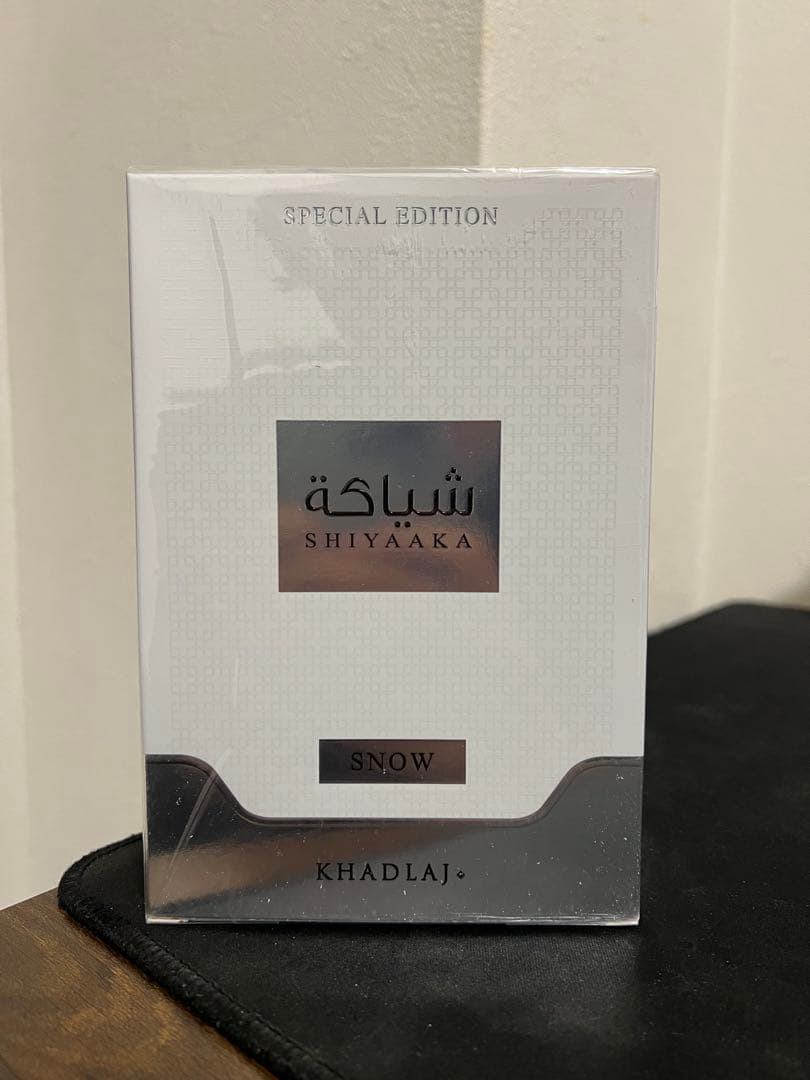 SPECIAL EDITION
شياكة
SHIYAAKA
SNOW
KHADLAJ